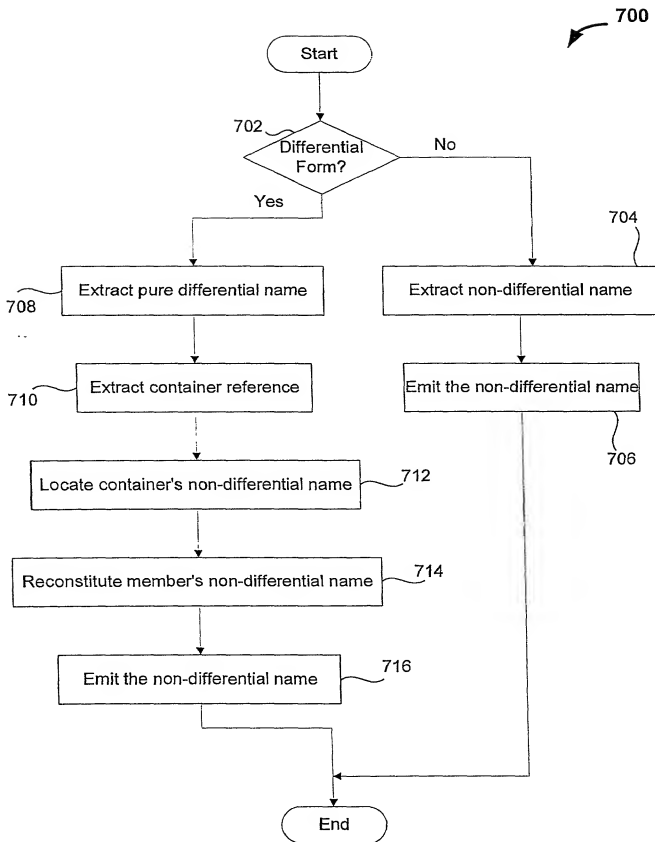 700
Start
702
Differential
Form?
No
Yes
704
Extract pure differential name
Extract non-differential name
708
Extract container reference
Emit the non-differential name
710
706
Locate container's non-differential name
712
Reconstitute member's non-differential name
714
Emit the non-differential name
716
End